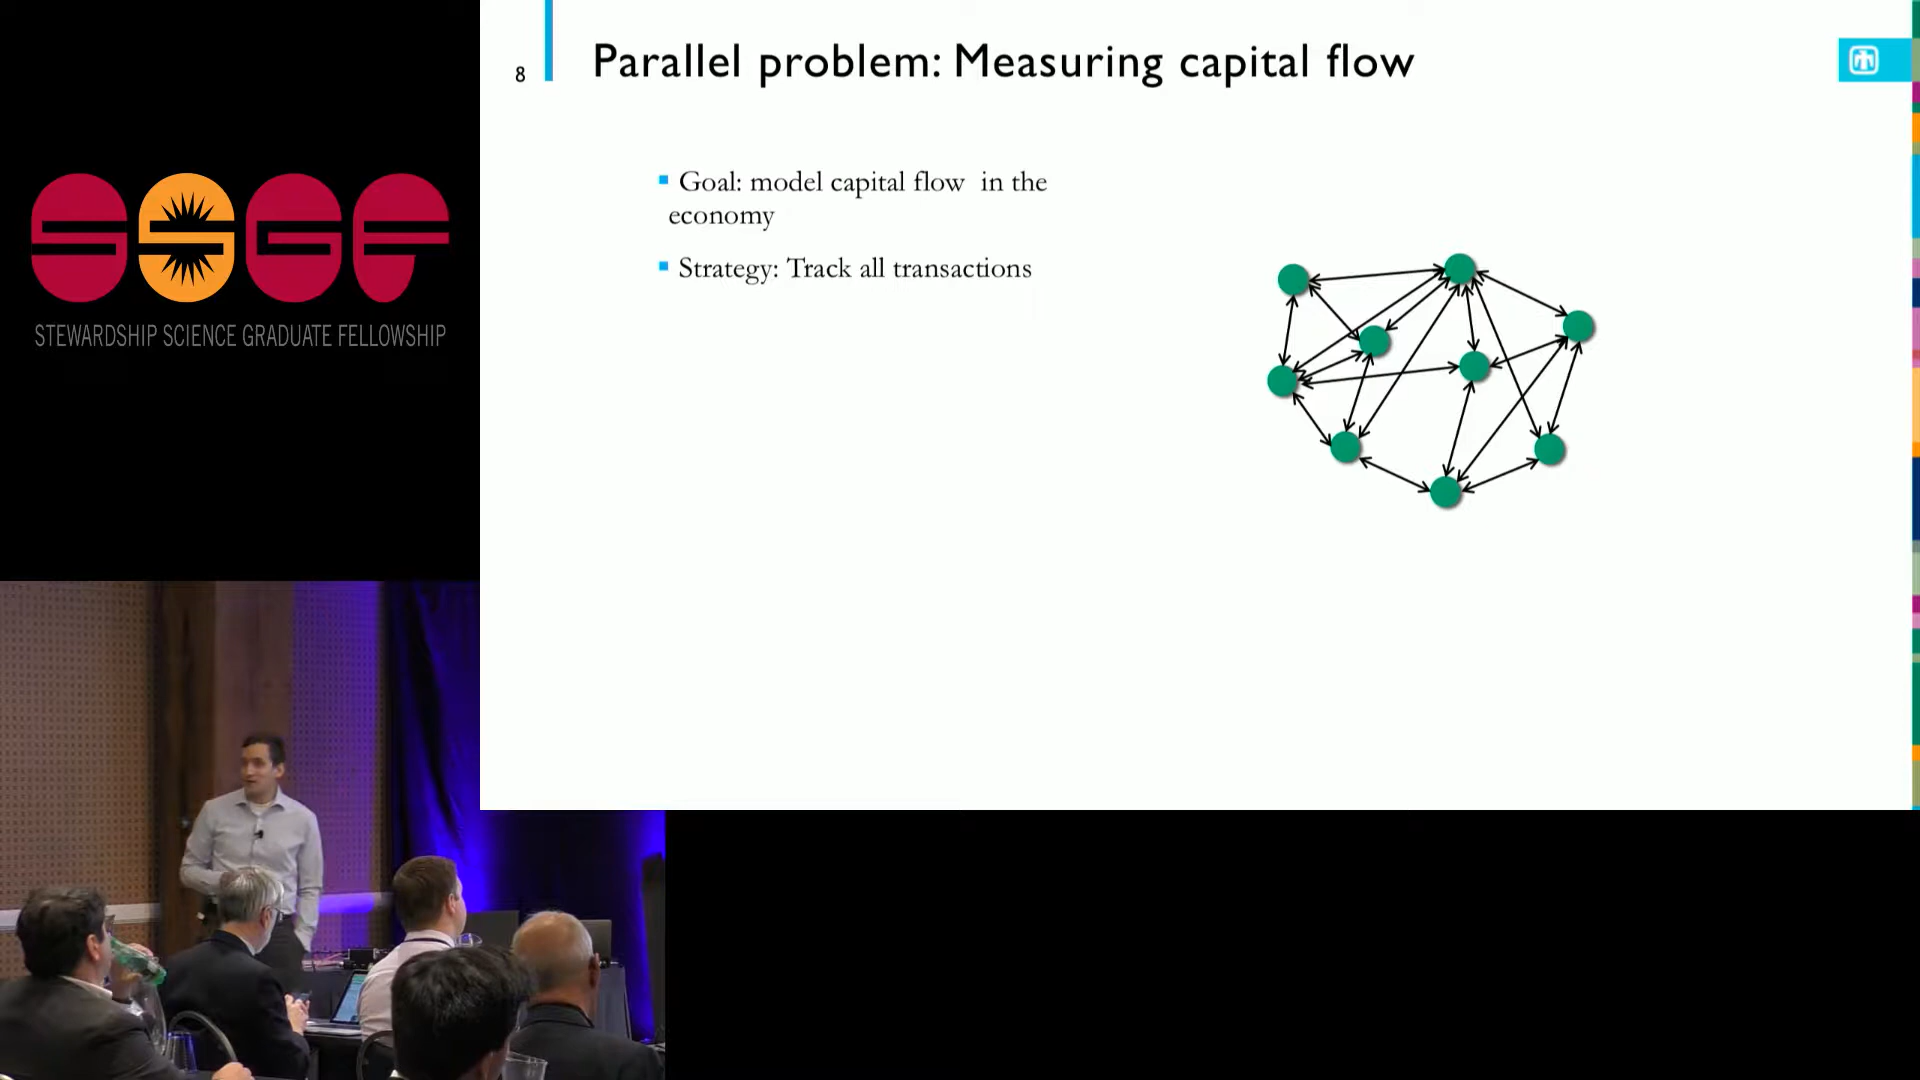 8
Parallel problem: Measuring capital flow
Goal: model capital flow in the
economy
Strategy: Track all transactions
SSGF
STEWARDSHIP SCIENCE GRADUATE FELLOWSHIP